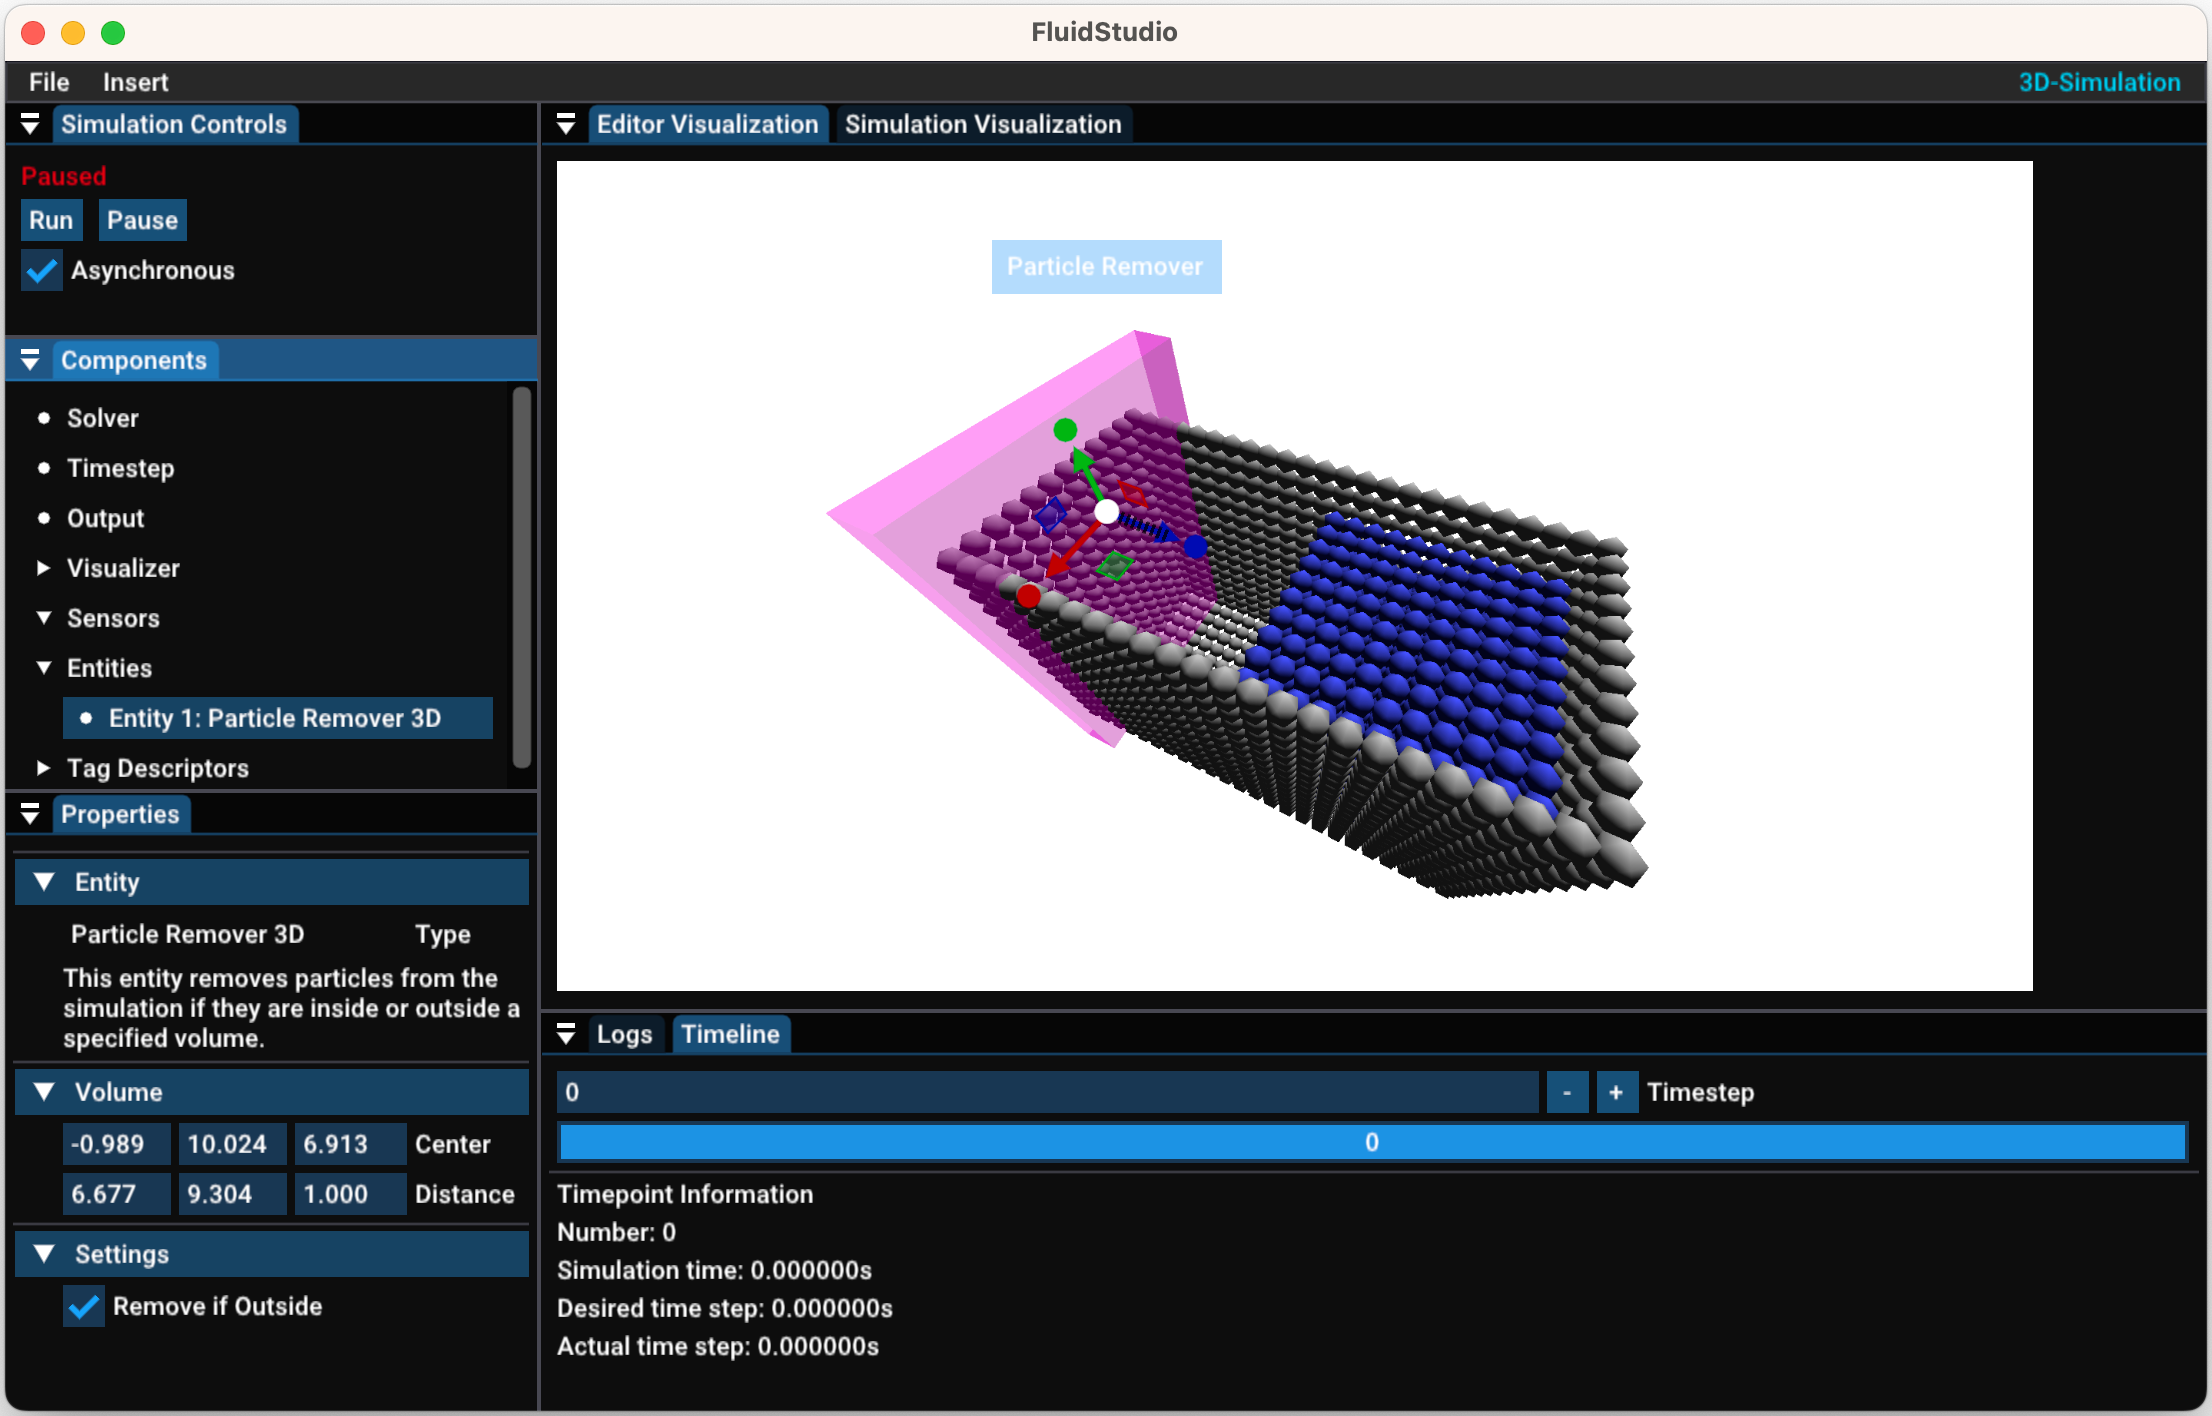 FluidStudio
File Insert 3D-Simulation
Simulation Controls
Paused
Run Pause
Asynchronous
Components
Solver
Timestep
Output
Visualizer
Sensors
Entities
Entity 1: Particle Remover 3D
Tag Descriptors
Properties
Entity
Particle Remover 3D Type
This entity removes particles from the
simulation if they are inside or outside a
specified volume.
Volume
-0.989 10.024 6.913 Center
6.677 9.304 1.000 Distance
Settings
Remove if Outside
Editor Visualization Simulation Visualization
Particle Remover
Logs Timeline
0 - + Timestep
0
Timepoint Information
Number: 0
Simulation time: 0.000000s
Desired time step: 0.000000s
Actual time step: 0.000000s